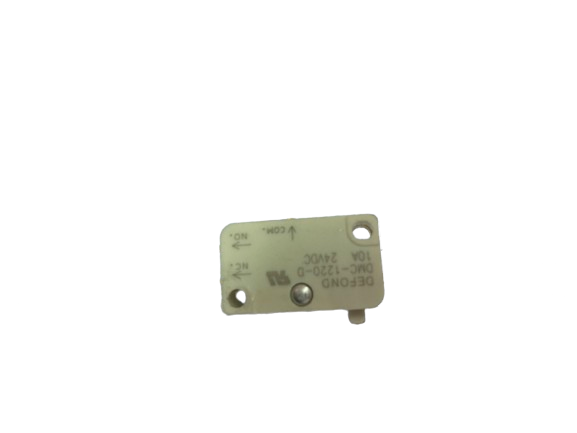 DEFOND
DMC-1220-D
10A 24VDC
NC.
NO.
COM.